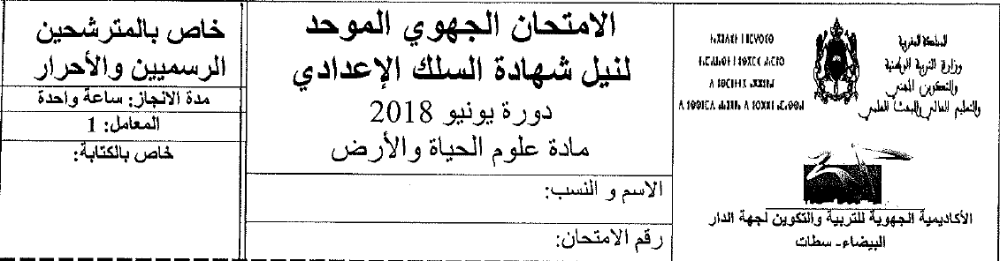 المملكة المغربية
وزارة التربية الوطنية
والتكوين المهني
والتعليم العالي والبحث العلمي
الأكاديمية الجهوية للتربية والتكوين لجهة الدار
البيضاء- سطات
الامتحان الجهوي الموحد
لنيل شهادة السلك الإعدادي
دورة يونيو 2018
مادة علوم الحياة والأرض
الاسم و النسب:
رقم الامتحان:
خاص بالمترشحين
الرسميين والأحرار
مدة الانجاز: ساعة واحدة
المعامل: 1
خاص بالكتابة: